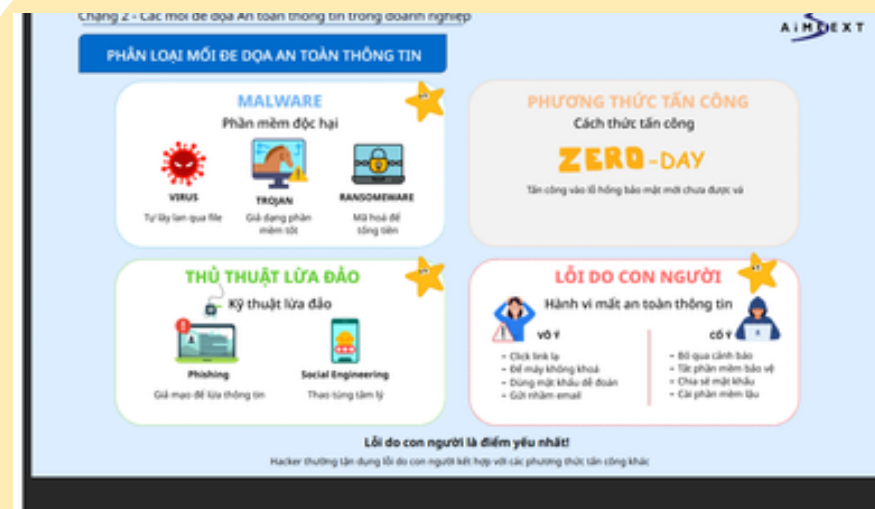 Chặng 2 - Các mối đe dọa An toàn thông tin trong doanh nghiệp
AiMNEXT
PHÂN LOẠI MỐI ĐE DỌA AN TOÀN THÔNG TIN
MALWARE
Phần mềm độc hại
VIRUS
Tự lây lan qua file
TROJAN
Giả dạng phần
mềm tốt
RANSOMEWARE
Mã hoá để
tống tiền
PHƯƠNG THỨC TẤN CÔNG
Cách thức tấn công
ZERO-DAY
Tấn công vào lỗ hổng bảo mật mới chưa được vá
THỦ THUẬT LỪA ĐẢO
Kỹ thuật lừa đảo
Phishing
Giả mạo để lừa thông tin
Social Engineering
Thao túng tâm lý
LỖI DO CON NGƯỜI
Hành vi mất an toàn thông tin
VÔ Ý
- Click link lạ
- Để máy không khoá
- Dùng mật khẩu dễ đoán
- Gửi nhầm email
CỐ Ý
- Bỏ qua cảnh báo
- Tắt phần mềm bảo vệ
- Chia sẻ mật khẩu
- Cài phần mềm lậu
Lỗi do con người là điểm yếu nhất!
Hacker thường tận dụng lỗi do con người kết hợp với các phương thức tấn công khác